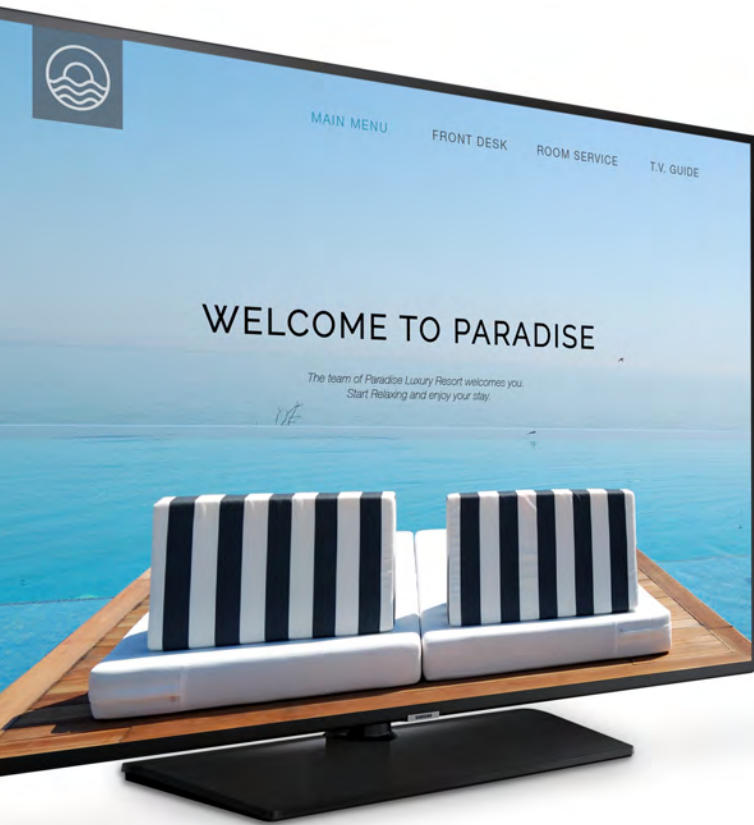 MAIN MENU
FRONT DESK
ROOM SERVICE
T.V. GUIDE
WELCOME TO PARADISE
The team of Paradise Luxury Resort welcomes you.
Start Relaxing and enjoy your stay.
SAMSUNG